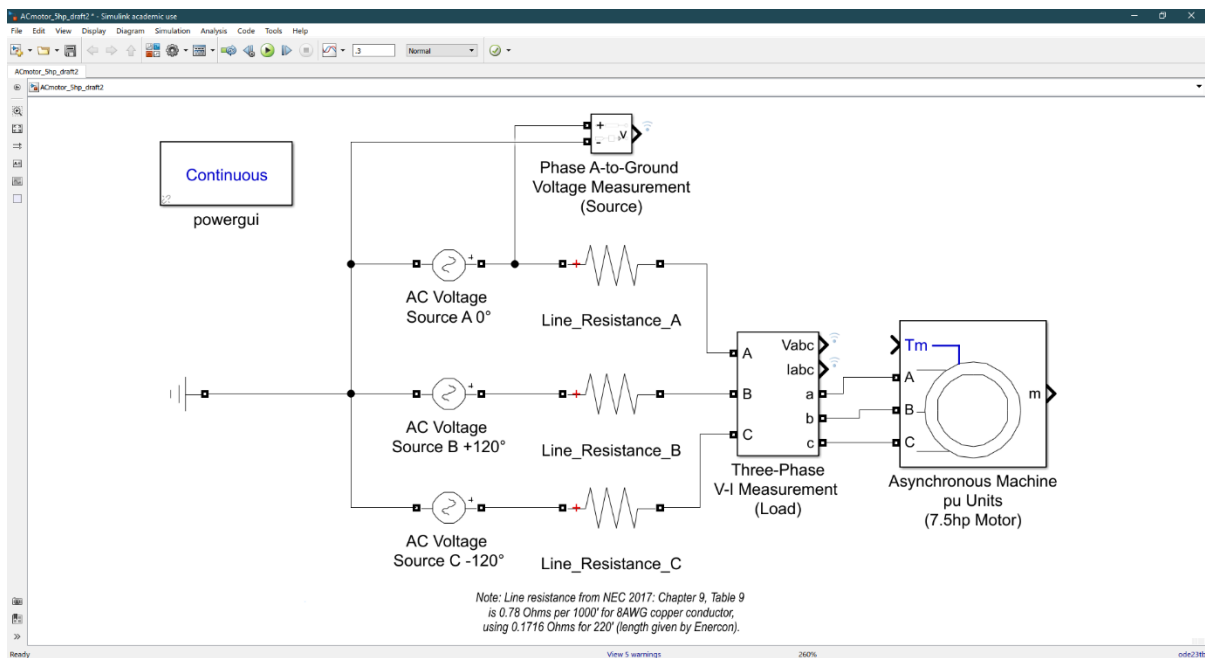 ACmotor_5hp_draft2 * - Simulink academic use
File Edit View Display Diagram Simulation Analysis Code Tools Help
.3 Normal
ACmotor_5hp_draft2
ACmotor_5hp_draft2
+
- v
Phase A-to-Ground
Voltage Measurement
(Source)
Continuous
powergui
+ +
AC Voltage
Source A 0°
Line_Resistance_A
Vabc
Iabc
A
B
C
a
b
c
Tm
A
B
C
m
+ +
AC Voltage
Source B +120°
Line_Resistance_B
Three-Phase
V-I Measurement
(Load)
Asynchronous Machine
pu Units
(7.5hp Motor)
+ +
AC Voltage
Source C -120°
Line_Resistance_C
Note: Line resistance from NEC 2017: Chapter 9, Table 9
is 0.78 Ohms per 1000' for 8AWG copper conductor,
using 0.1716 Ohms for 220' (length given by Enercon).
Ready View 5 warnings 260% ode23tb